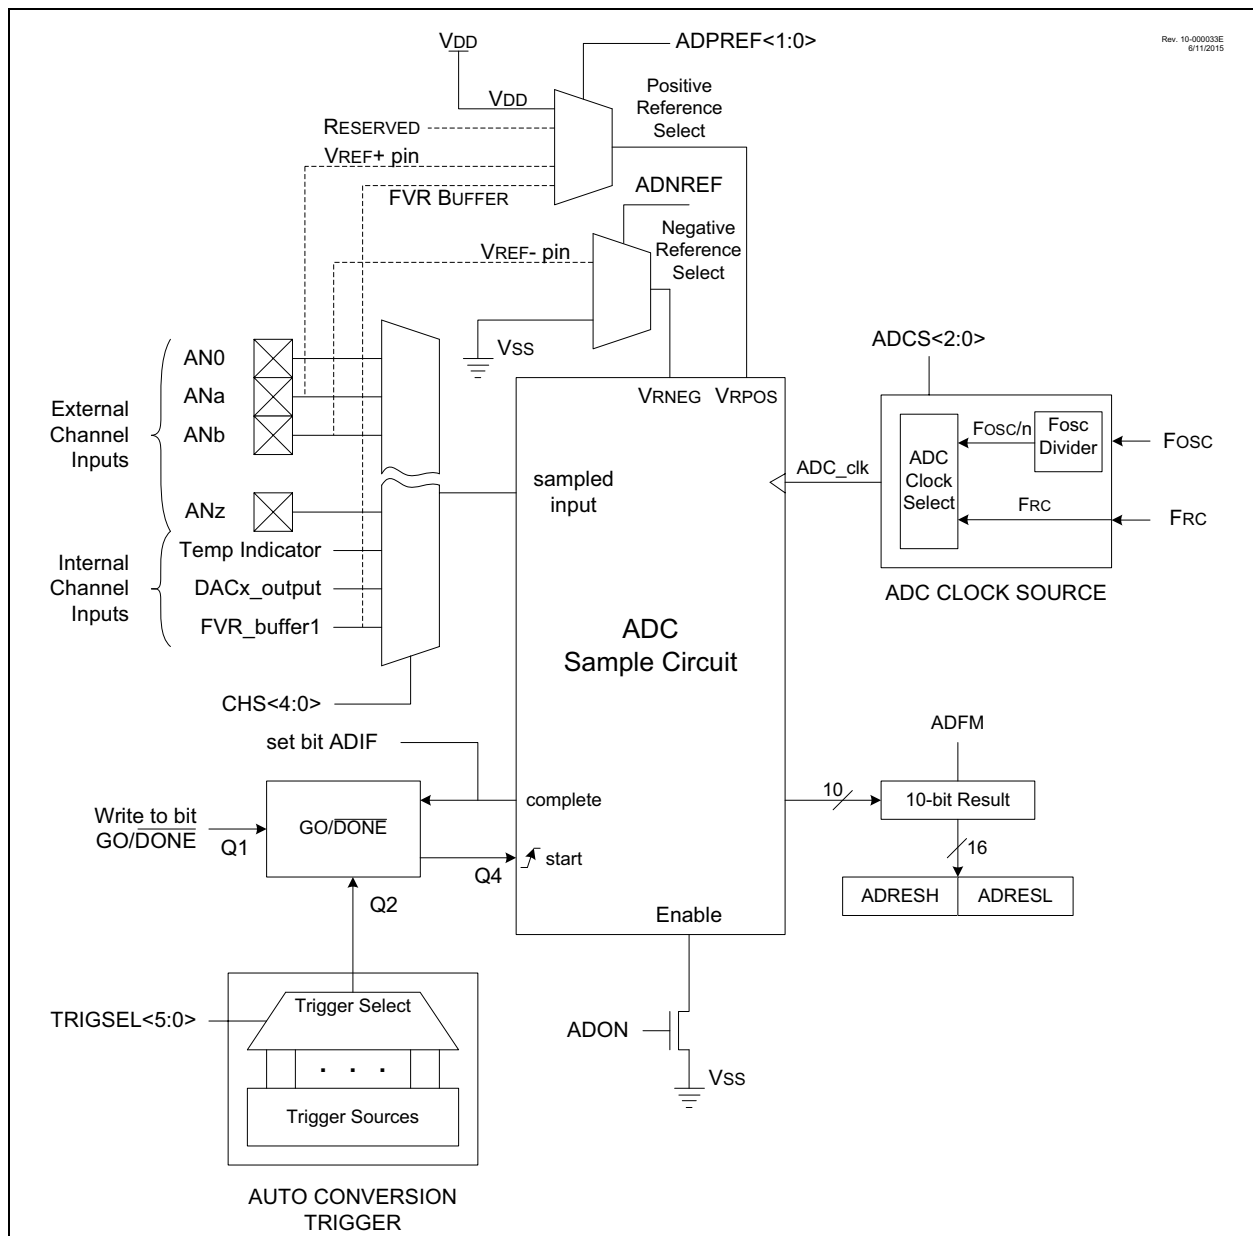 Rev. 10-000033E
6/11/2015
VDD
ADPREF<1:0>
Positive
Reference
Select
VDD
RESERVED
VREF+ pin
FVR BUFFER
ADNREF
Negative
Reference
Select
VREF- pin
VSS
External
Channel
Inputs
AN0
ANa
ANb
ANz
Internal
Channel
Inputs
Temp Indicator
DACx_output
FVR_buffer1
CHS<4:0>
VRNEG VRPOS
sampled
input
ADC_clk
ADCS<2:0>
ADC
Clock
Select
FOSC/n
Fosc
Divider
FOSC
FRC
FRC
ADC CLOCK SOURCE
ADC
Sample Circuit
set bit ADIF
complete
Write to bit
GO/DONE
Q1
GO/DONE
Q4
start
Q2
Enable
ADFM
10
10-bit Result
16
ADRESH
ADRESL
TRIGSEL<5:0>
Trigger Select
. . .
Trigger Sources
AUTO CONVERSION
TRIGGER
ADON
VSS